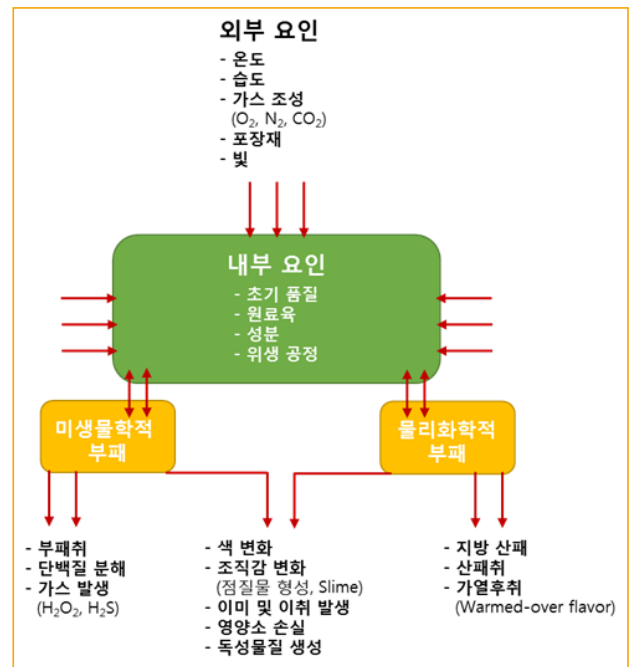 외부 요인
- 온도
- 습도
- 가스 조성
(O₂, N₂, CO₂)
- 포장재
- 빛
내부 요인
- 초기 품질
- 원료육
- 성분
- 위생 공정
미생물학적
부패
물리화학적
부패
- 부패취
- 단백질 분해
- 가스 발생
(H₂O₂, H₂S)
- 색 변화
- 조직감 변화
(점질물 형성, Slime)
- 이미 및 이취 발생
- 영양소 손실
- 독성물질 생성
- 지방 산패
- 산패취
- 가열후취
(Warmed-over flavor)